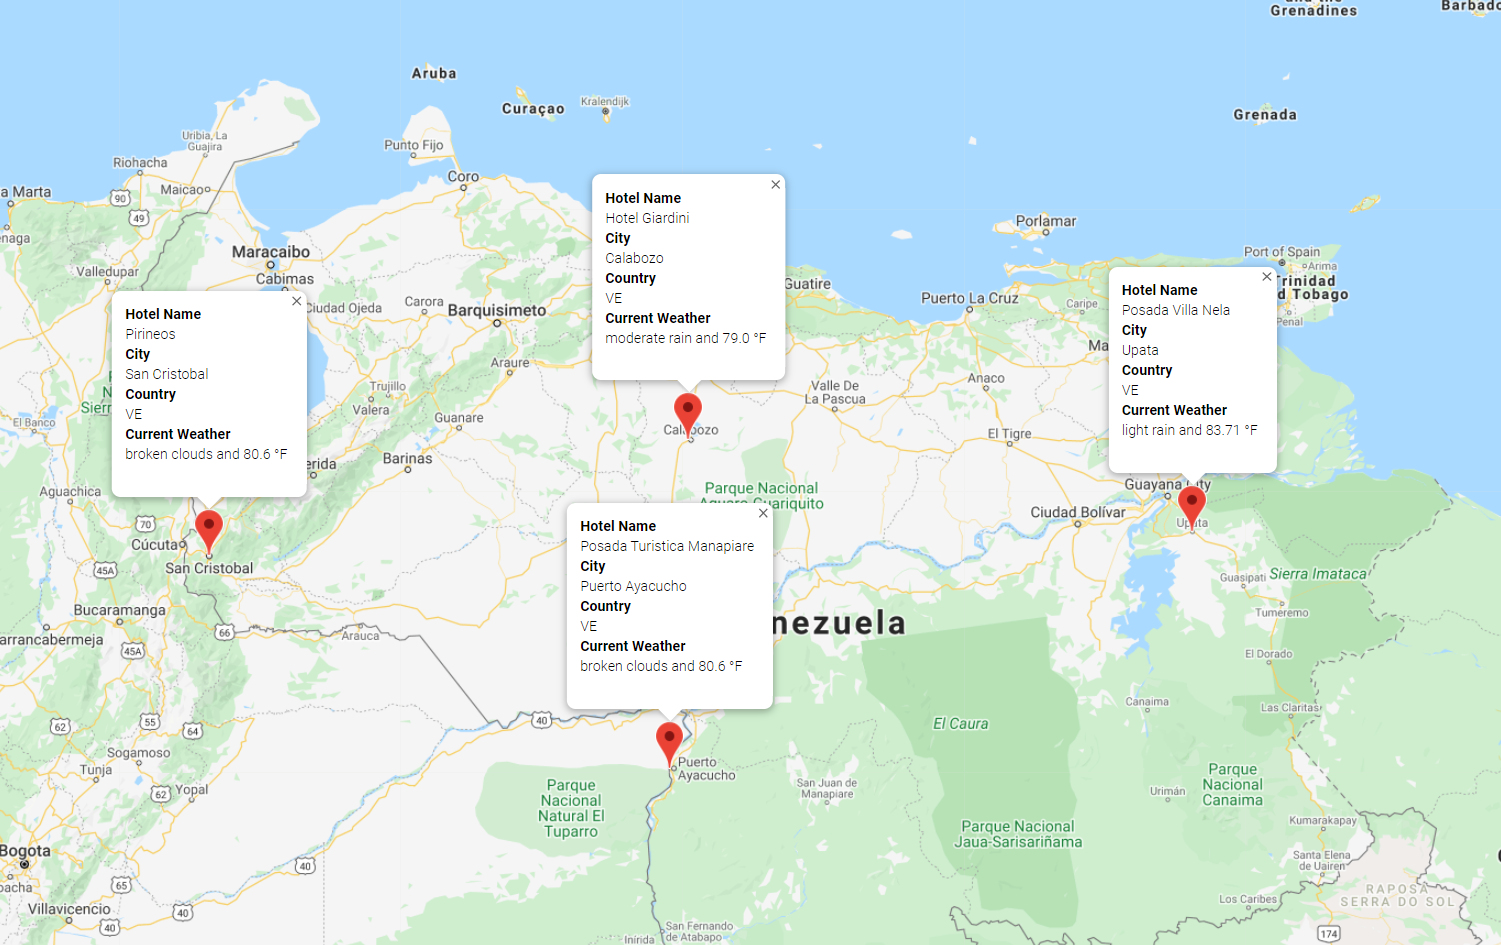 and the
Grenadines
Barbado
Aruba
Curaçao
Kralendijk
Grenada
Uribia, La
Guajira
Punto Fijo
Riohacha
Maicao
a Marta
Coro
90
49
enaga
Porlamar
Maracaibo
Cabimas
Valledupar
Port of Spain
Arima
Trinidad
d Tobago
Penal
Guatire
Puerto La Cruz
Caripe
Ma
Ciudad Ojeda
Carora
Barquisimeto
Araure
Trujillo
Valera
Guanare
Valle De
La Pascua
Anaco
El Tigre
Hotel Name
Hotel Giardini
City
Calabozo
Country
VE
Current Weather
moderate rain and 79.0 °F
Calabozo
Hotel Name
Posada Villa Nela
City
Upata
Country
VE
Current Weather
light rain and 83.71 °F
Hotel Name
Pirineos
City
San Cristobal
Country
VE
Current Weather
broken clouds and 80.6 °F
N
Sierr
El Banco
erida
Barinas
Aguachica
70
Cúcuta
San Cristobal
45A
Parque Nacional
Aguaro Guariquito
Guayana City
Ciudad Bolívar
Upata
Guasipati
Sierra Imataca
Tumeremo
El Dorado
Hotel Name
Posada Turistica Manapiare
City
Puerto Ayacucho
Country
VE
Current Weather
broken clouds and 80.6 °F
nezuela
Bucaramanga
66
Arauca
arrancabermeja
45A
62
55
64
40
Sogamoso
Tunja
62
Yopal
El Caura
Canaima
Las Claritas
Puerto
Ayacucho
Parque
Nacional
Natural El
Tuparro
San Juan de
Manapiare
Urimán
Parque
Nacional
Canaima
Parque Nacional
Jaua-Sarisariñama
Kumarakapay
Bogota
oacha
65
40
Villavicencio
40
40
Santa Elena
de Uairen
RAPOSA
SERRA DO SOL
Los Caribes
174
San Fernando
de Atabapo
Inírida